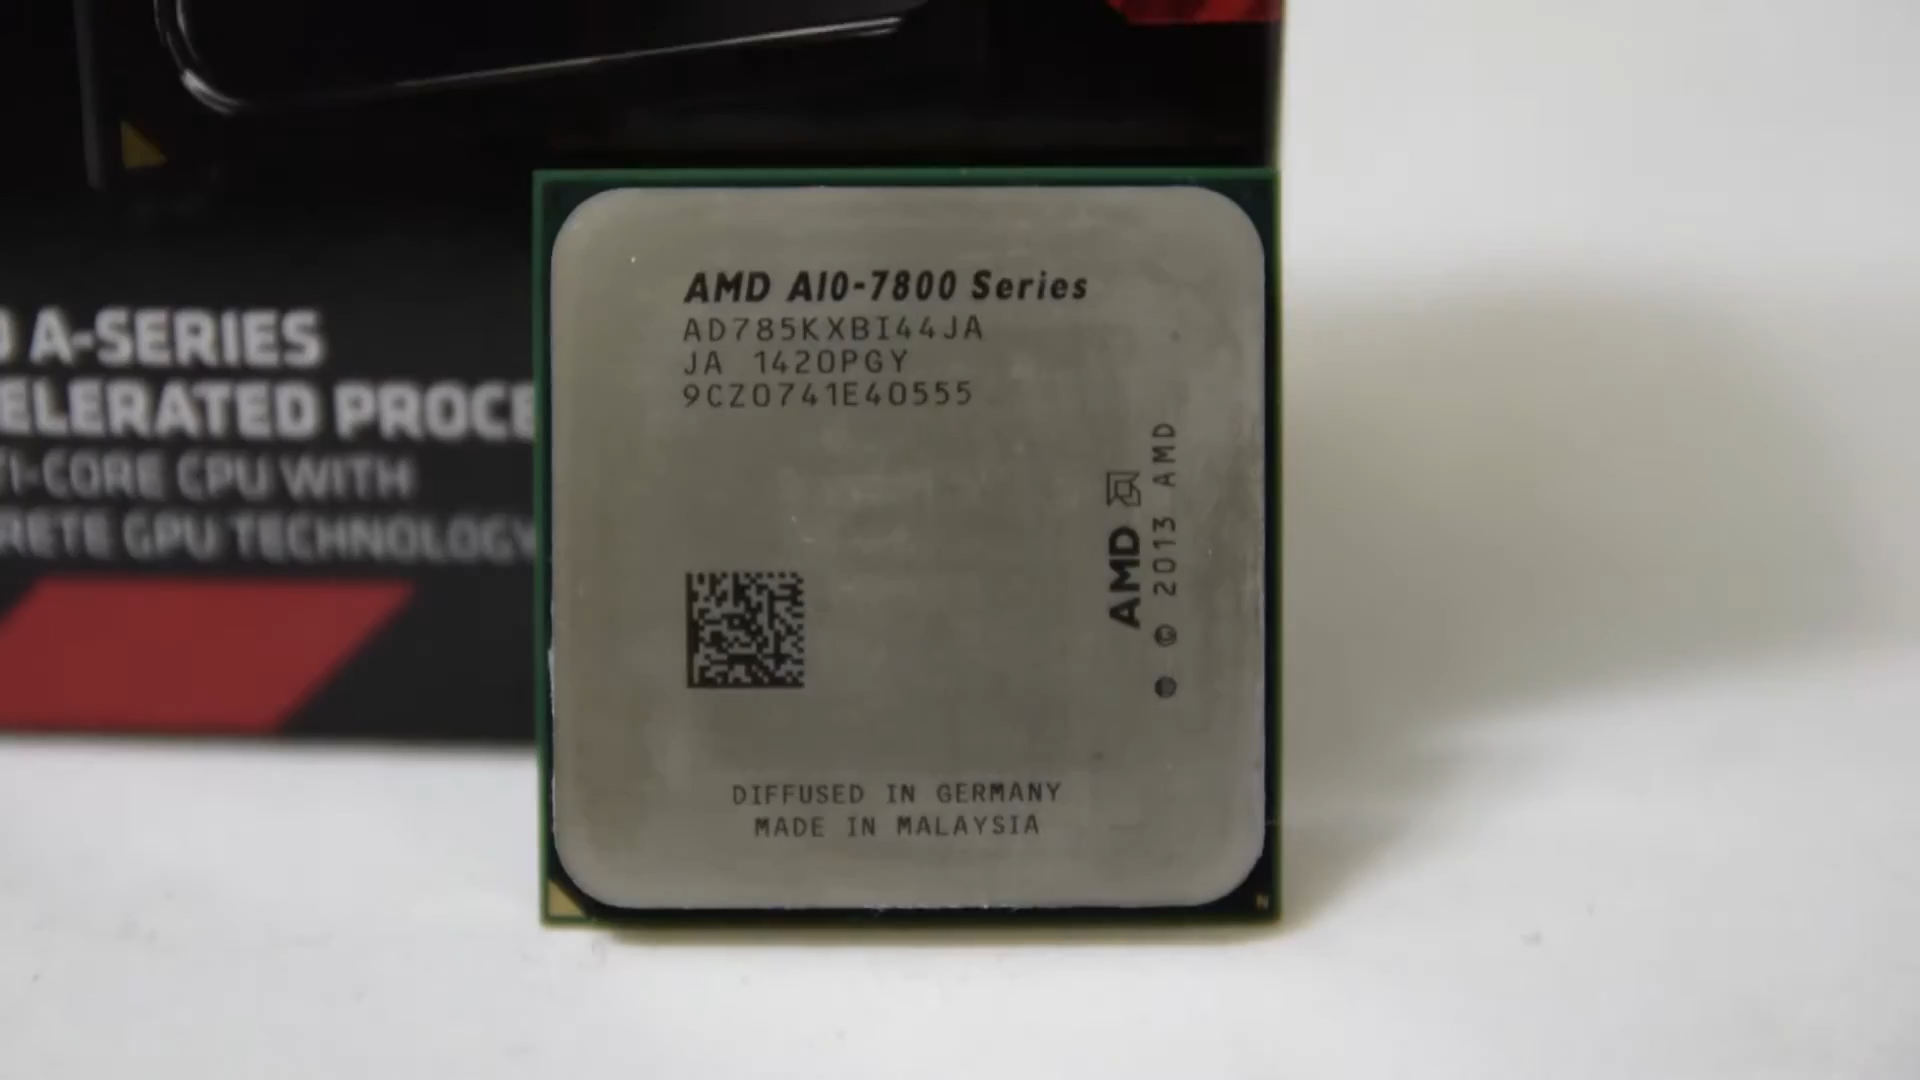 A-SERIES
ELERATED PROCE
TI-CORE CPU WITH
RETE GPU TECHNOLOGY
AMD A10-7800 Series
AD785KXBI44JA
JA 1420PGY
9CZ0741E40555
AMD
© 2013 AMD
DIFFUSED IN GERMANY
MADE IN MALAYSIA
N